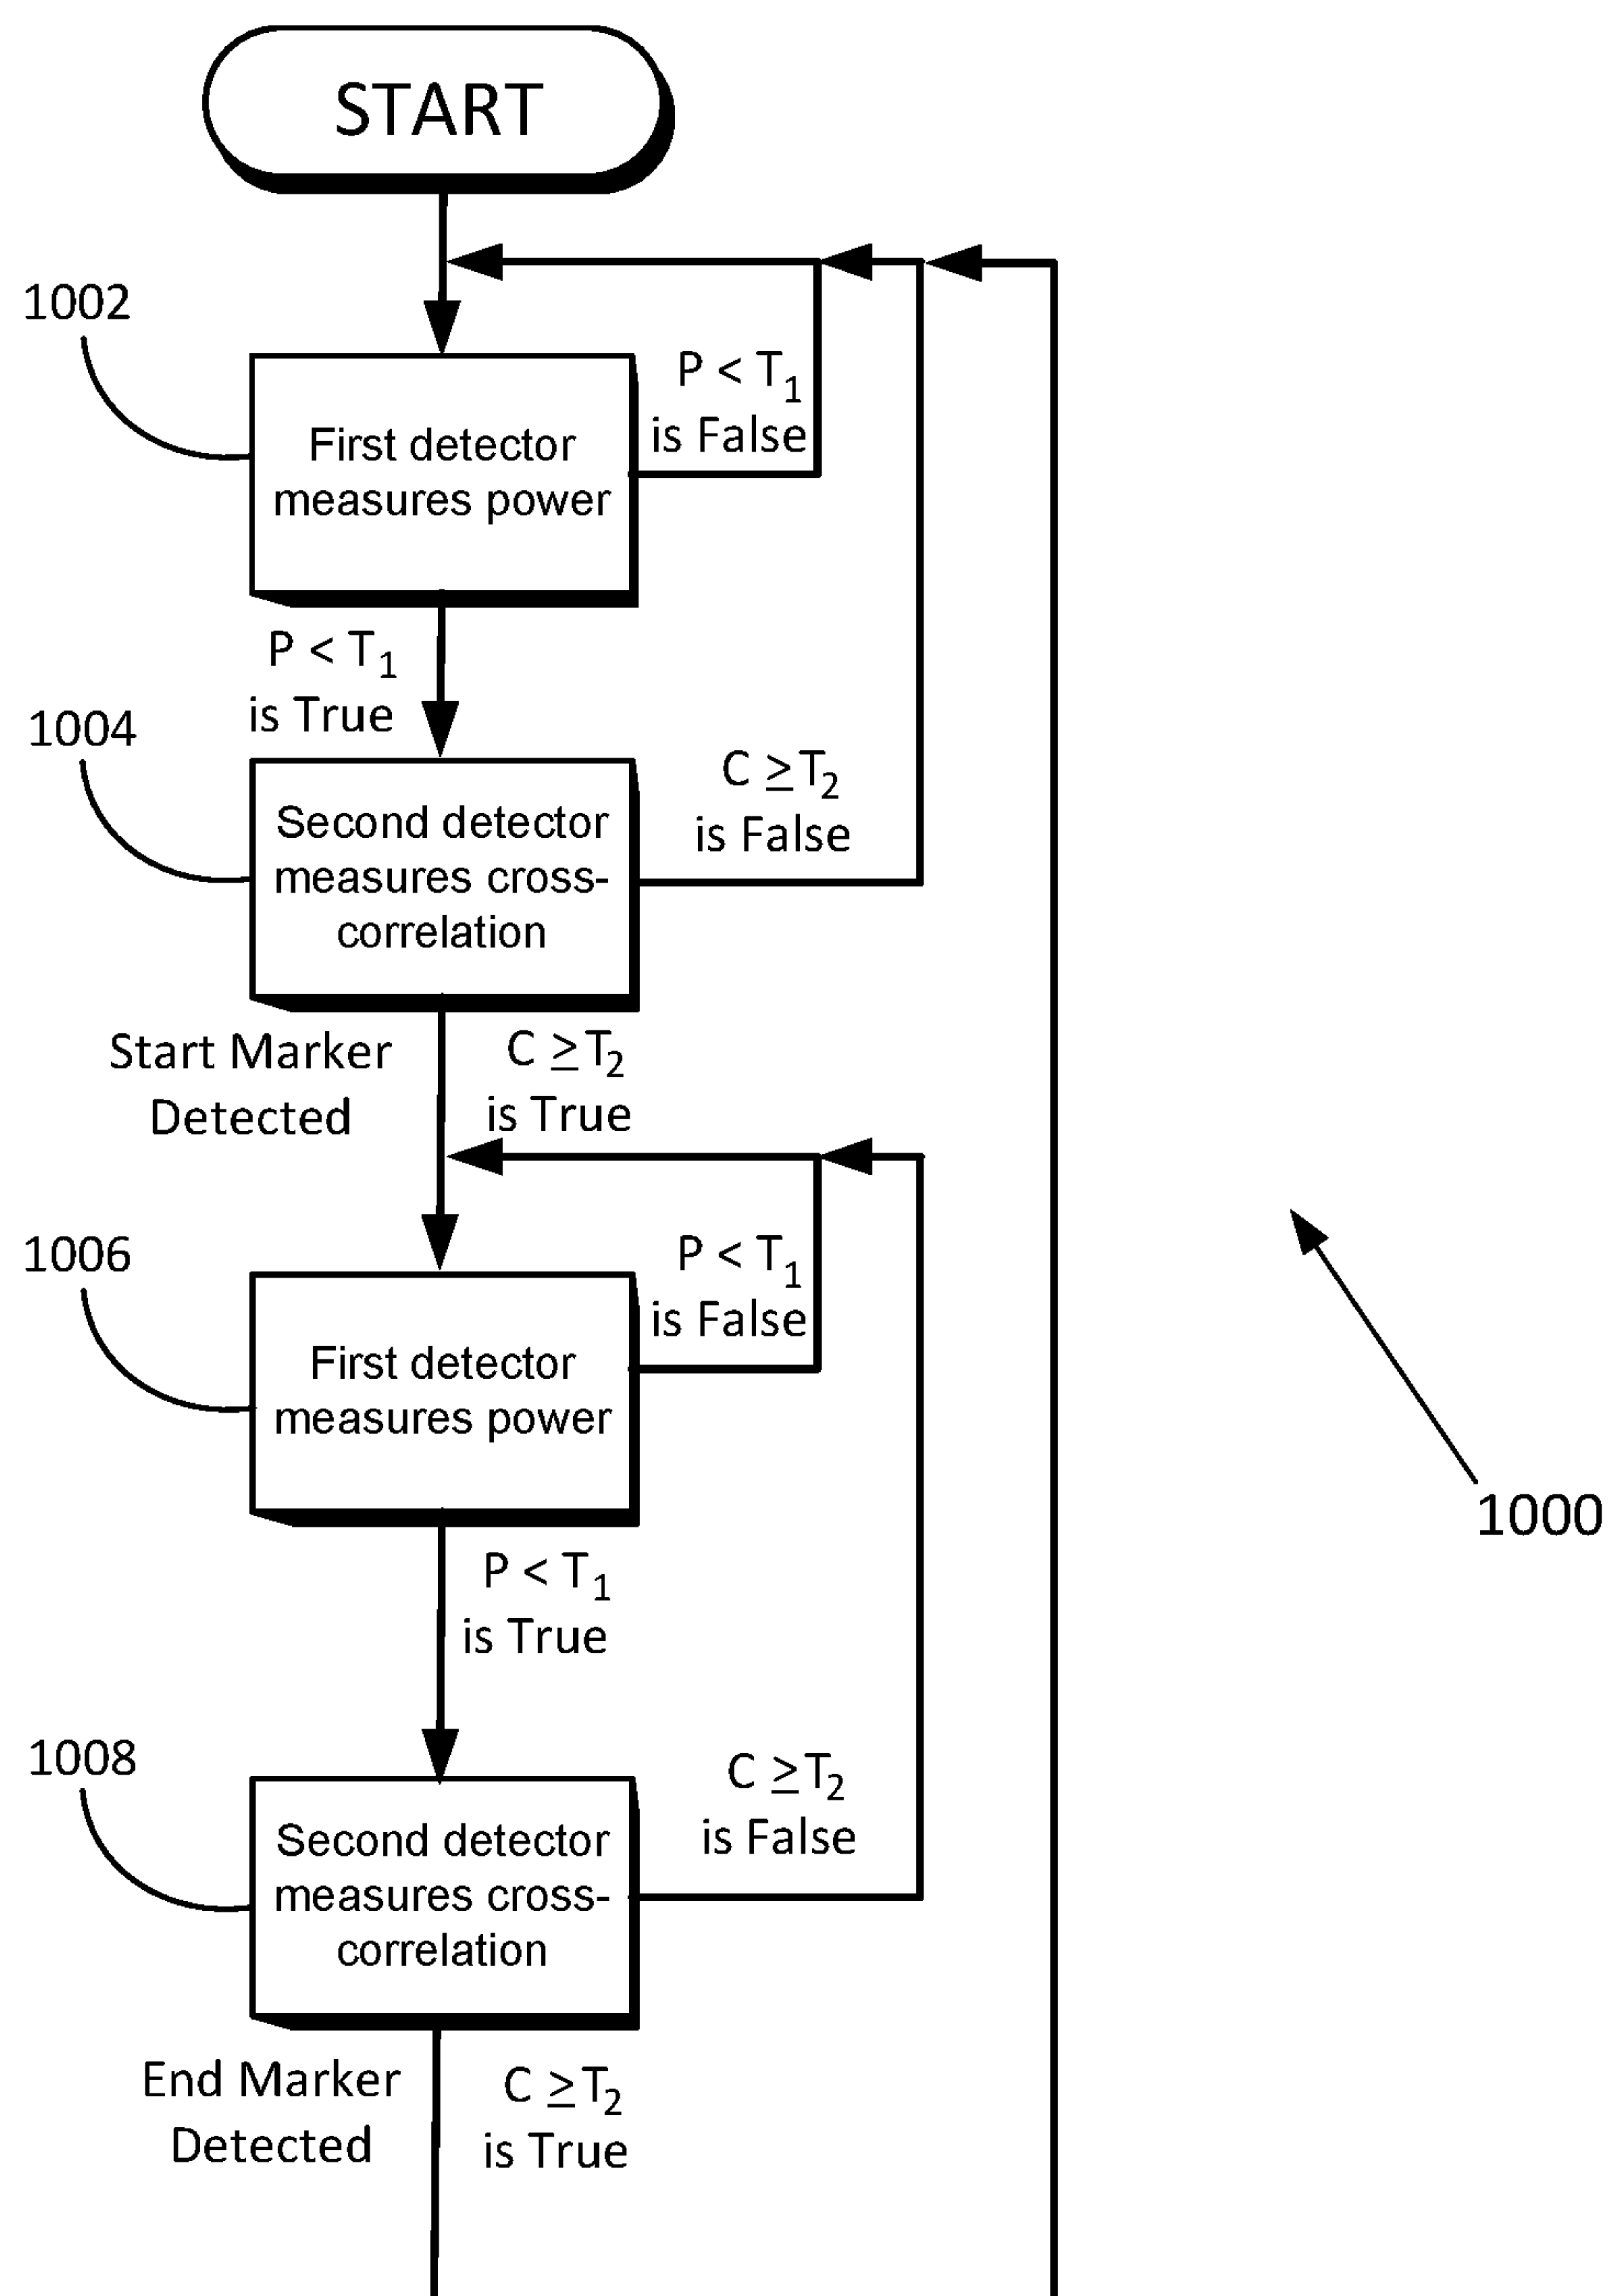 START
1002
P < T1
is False
First detector
measures power
P < T1
is True
1004
C ≥T2
is False
Second detector
measures cross-
correlation
Start Marker
Detected
C ≥T2
is True
1006
P < T1
is False
First detector
measures power
1000
P < T1
is True
1008
C ≥T2
is False
Second detector
measures cross-
correlation
End Marker
Detected
C ≥T2
is True